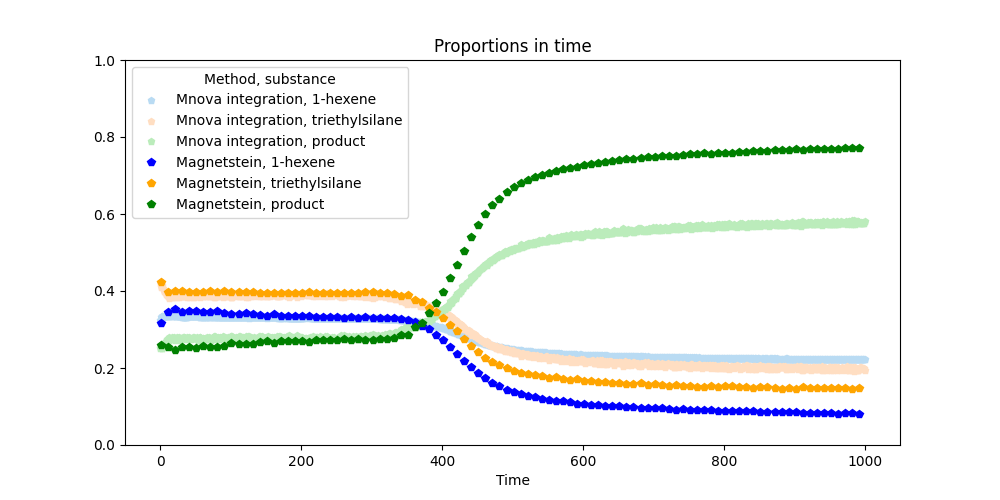 Proportions in time
1.0
0.8
0.6
0.4
0.2
0.0
Method, substance
Mnova integration, 1-hexene
Mnova integration, triethylsilane
Mnova integration, product
Magnetstein, 1-hexene
Magnetstein, triethylsilane
Magnetstein, product
0 200 400 600 800 1000
Time